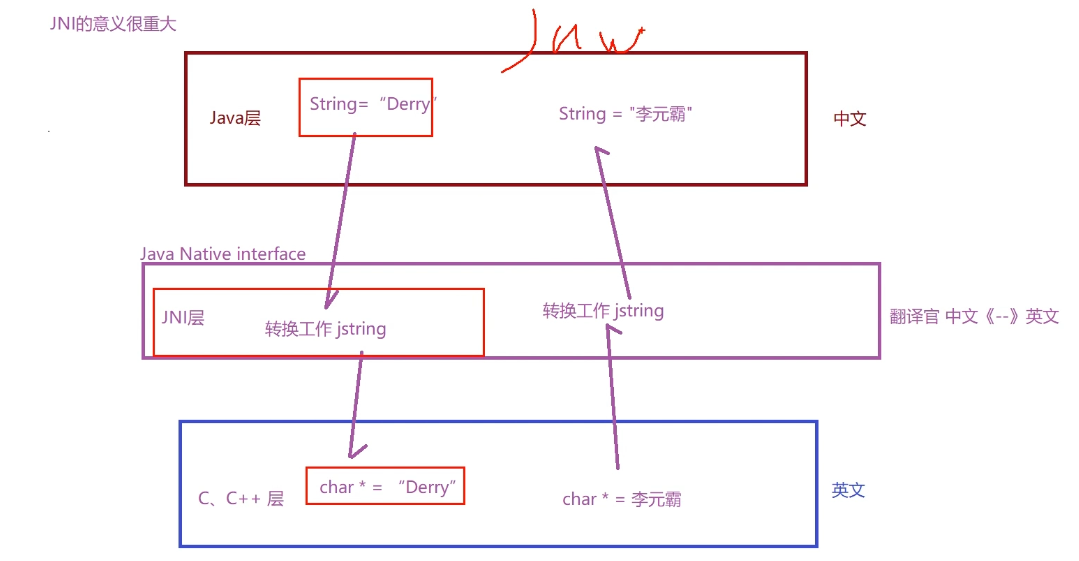 JNI的意义很重大
Java层
String=“Derry’
String = "李元霸"
中文
Java Native interface
JNI层
转换工作 jstring
转换工作 jstring
翻译官 中文《--》英文
C、C++ 层
char * = “Derry”
char * = 李元霸
英文